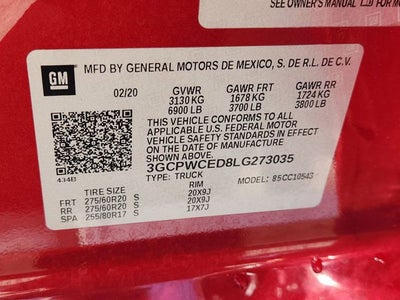 SEE OWNER'S MANUAL
GM
MFD BY GENERAL MOTORS DE MEXICO, S. DE R.L. DE C.V.
02/20 GVWR GAWR FRT GAWR RR
3130 KG 1678 KG 1724 KG
6900 LB 3700 LB 3800 LB
THIS VEHICLE CONFORMS TO ALL
APPLICABLE U.S. FEDERAL MOTOR
VEHICLE SAFETY STANDARDS IN EFFECT
ON THE DATE OF MANUFACTURE
SHOWN ABOVE.
3GCPWCED8LG273035
TYPE: TRUCK MODEL: 85CC10543
434B
TIRE SIZE RIM
FRT 275/60R20 S 20X9J
RR 275/60R20 S 20X9J
SPA 255/80R17 S 17X7J